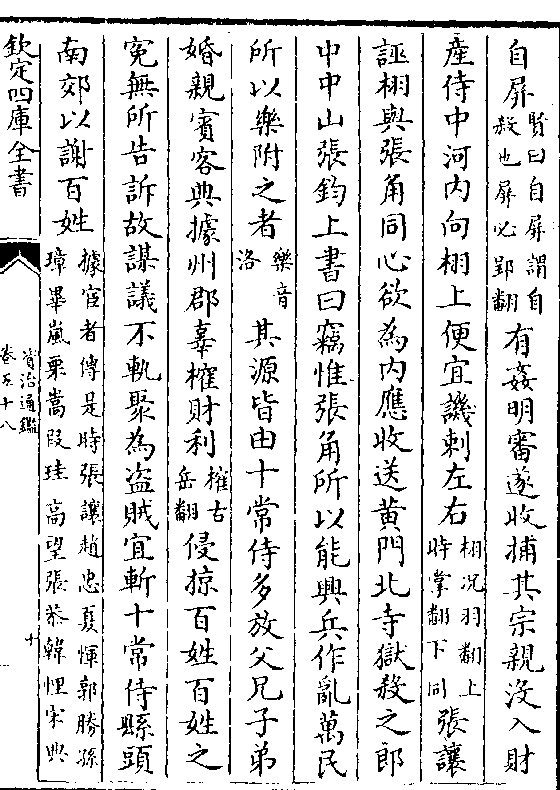 自屏賢曰自屏謂自殺也屏必郢翻有姦明審遂收捕其宗親沒入財
產侍中河内向栩上便宜譏刺左右栩况羽翻上時掌翻下同張讓
誣栩與張角同心欲為内應收送黄門北寺獄殺之郎
中中山張鈞上書曰竊惟張角所以能興兵作亂萬民
所以樂附之者樂音洛其源皆由十常侍多放父兄子弟
婚親賓客典據州郡辜榷財利榷古岳翻侵掠百姓百姓之
寃無所告訴故謀議不軌聚為盗賊宜斬十常侍縣頭
南郊以謝百姓據宦者傳是時張讓趙忠夏惲郭勝孫璋畢嵐栗嵩段珪高望張恭韓悝宋典
欽定四庫全書
資治通鑑
卷五十八
十